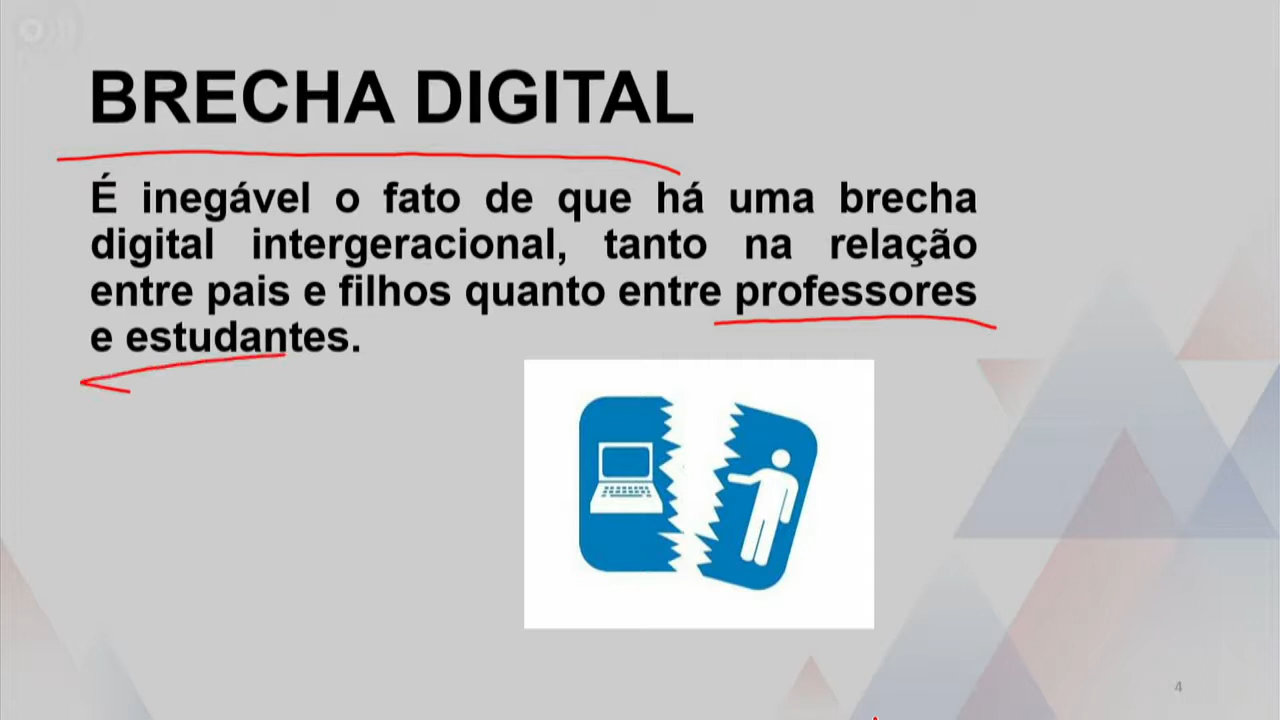 BRECHA DIGITAL
É inegável o fato de que há uma brecha
digital intergeracional, tanto na relação
entre pais e filhos quanto entre professores
e estudantes.
4